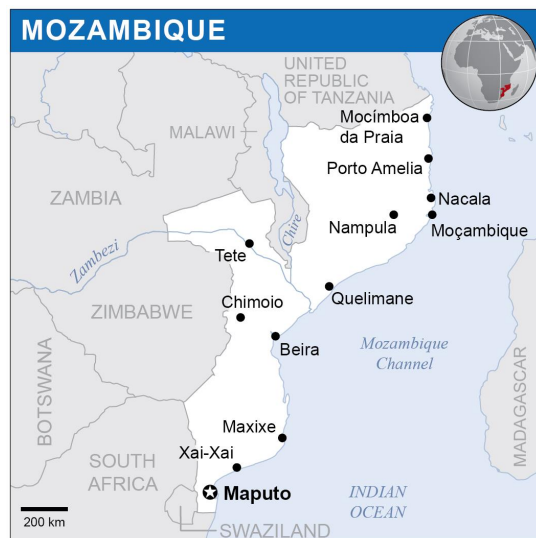 MOZAMBIQUE
UNITED
REPUBLIC
OF TANZANIA
Mocímboa
da Praia
MALAWI
Porto Amelia
ZAMBIA
Nacala
Nampula
Moçambique
Chire
Zambezi
Tete
Quelimane
Chimoio
ZIMBABWE
Beira
Mozambique
Channel
BOTSWANA
MADAGASCAR
Maxixe
Xai-Xai
SOUTH
AFRICA
Maputo
INDIAN
OCEAN
200 km
SWAZILAND